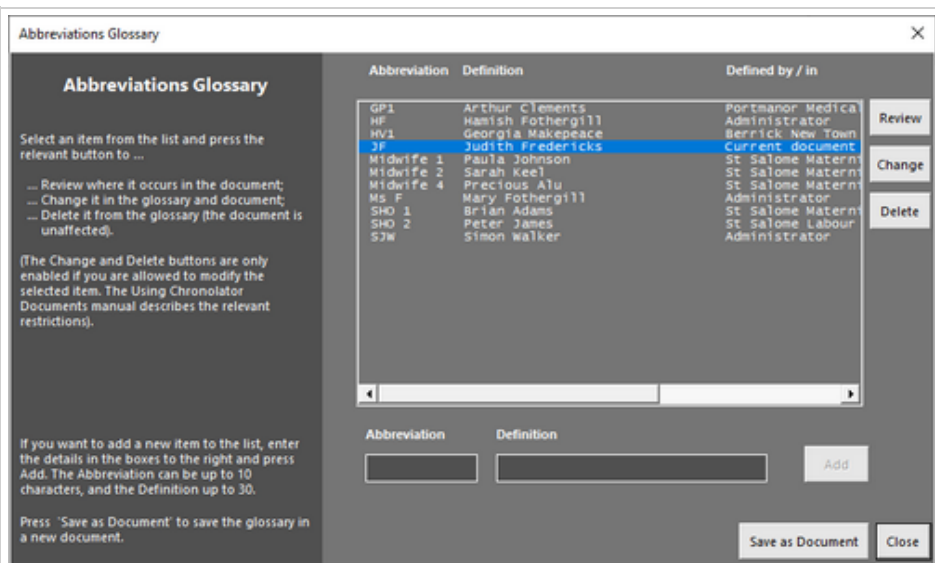 Abbreviations Glossary
Abbreviations Glossary
Select an item from the list and press the
relevant button to ...
... Review where it occurs in the document;
... Change it in the glossary and document;
... Delete it from the glossary (the document is
unaffected).
(The Change and Delete buttons are only
enabled if you are allowed to modify the
selected item. The Using Chronolator
Documents manual describes the relevant
restrictions).
If you want to add a new item to the list, enter
the details in the boxes to the right and press
Add. The Abbreviation can be up to 10
characters, and the Definition up to 30.
Press 'Save as Document' to save the glossary in
a new document.
Abbreviation Definition Defined by / in
GP1 Arthur Clements Portmanor Medical
HF Hamish Fothergill Administrator
HV1 Georgia Makepeace Berrick New Town
JF Judith Fredericks Current document
Midwife 1 Paula Johnson St Salome Materni
Midwife 2 Sarah Keel St Salome Materni
Midwife 4 Precious Alu St Salome Materni
Ms F Mary Fothergill Administrator
SHO 1 Brian Adams St Salome Materni
SHO 2 Peter James St Salome Labour
SJW Simon Walker Administrator
Review
Change
Delete
Abbreviation Definition
Add
Save as Document Close